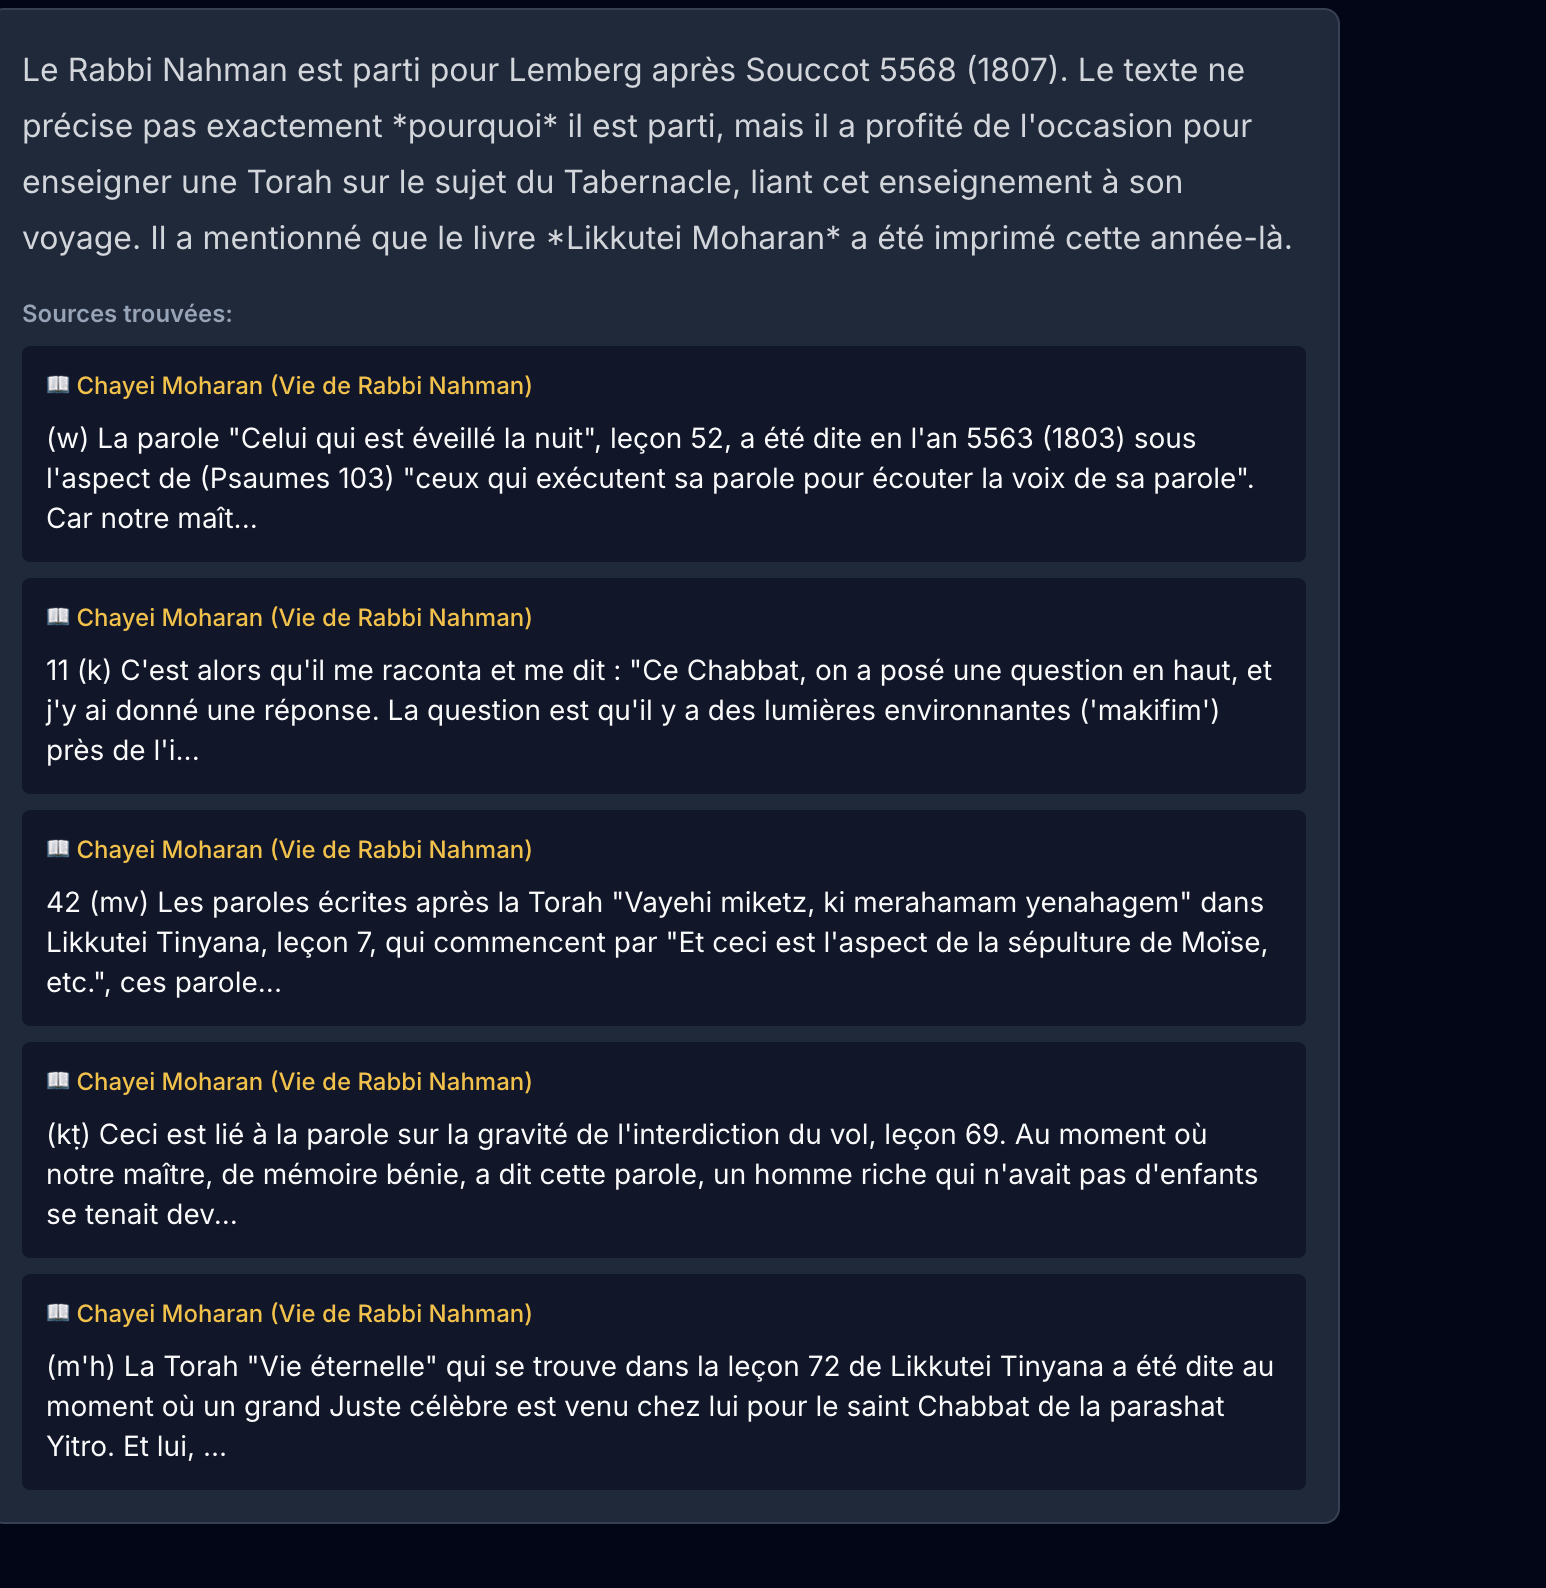 Le Rabbi Nahman est parti pour Lemberg après Souccot 5568 (1807). Le texte ne
précise pas exactement *pourquoi* il est parti, mais il a profité de l'occasion pour
enseigner une Torah sur le sujet du Tabernacle, liant cet enseignement à son
voyage. Il a mentionné que le livre *Likkutei Moharan* a été imprimé cette année-là.
Sources trouvées:
📖 Chayei Moharan (Vie de Rabbi Nahman)
(w) La parole "Celui qui est éveillé la nuit", leçon 52, a été dite en l'an 5563 (1803) sous
l'aspect de (Psaumes 103) "ceux qui exécutent sa parole pour écouter la voix de sa parole".
Car notre maît...
📖 Chayei Moharan (Vie de Rabbi Nahman)
11 (k) C'est alors qu'il me raconta et me dit : "Ce Chabbat, on a posé une question en haut, et
j'y ai donné une réponse. La question est qu'il y a des lumières environnantes ('makifim')
près de l'i...
📖 Chayei Moharan (Vie de Rabbi Nahman)
42 (mv) Les paroles écrites après la Torah "Vayehi miketz, ki merahamam yenahagem" dans
Likkutei Tinyana, leçon 7, qui commencent par "Et ceci est l'aspect de la sépulture de Moïse,
etc.", ces parole...
📖 Chayei Moharan (Vie de Rabbi Nahman)
(kṭ) Ceci est lié à la parole sur la gravité de l'interdiction du vol, leçon 69. Au moment où
notre maître, de mémoire bénie, a dit cette parole, un homme riche qui n'avait pas d'enfants
se tenait dev...
📖 Chayei Moharan (Vie de Rabbi Nahman)
(m'h) La Torah "Vie éternelle" qui se trouve dans la leçon 72 de Likkutei Tinyana a été dite au
moment où un grand Juste célèbre est venu chez lui pour le saint Chabbat de la parashat
Yitro. Et lui, ...